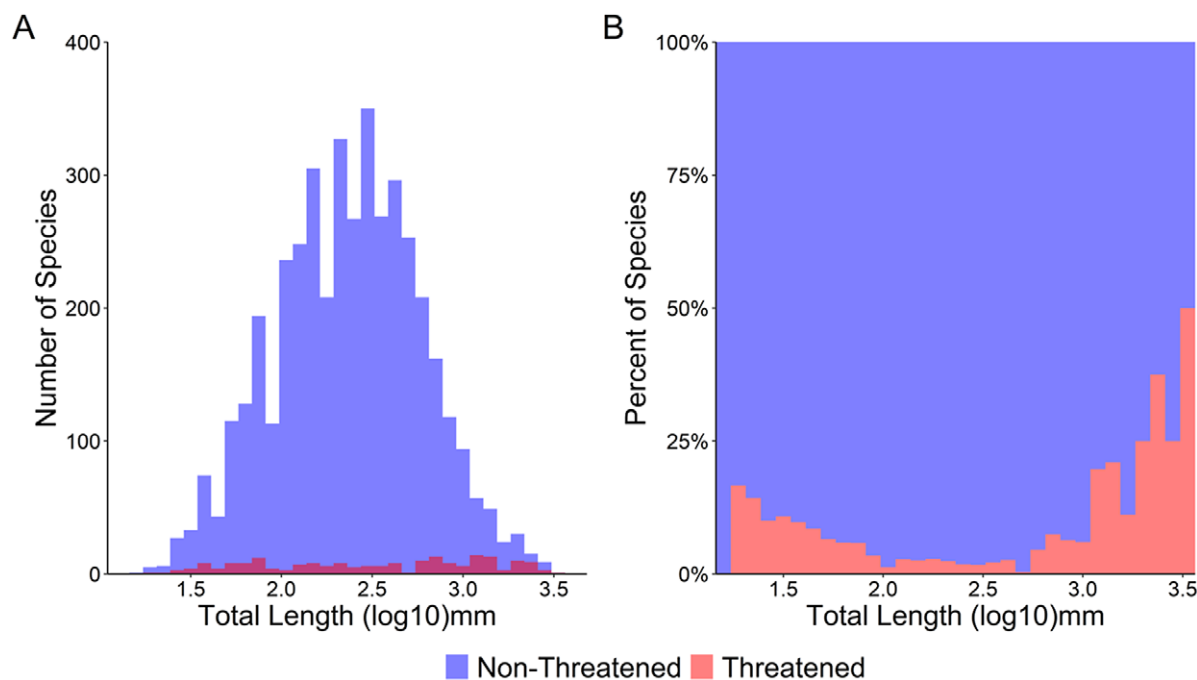 A
400
300
200
100
0
Number of Species
1.5 2.0 2.5 3.0 3.5
Total Length (log10)mm
B
100%
75%
50%
25%
0%
Percent of Species
1.5 2.0 2.5 3.0 3.5
Total Length (log10)mm
Non-Threatened Threatened